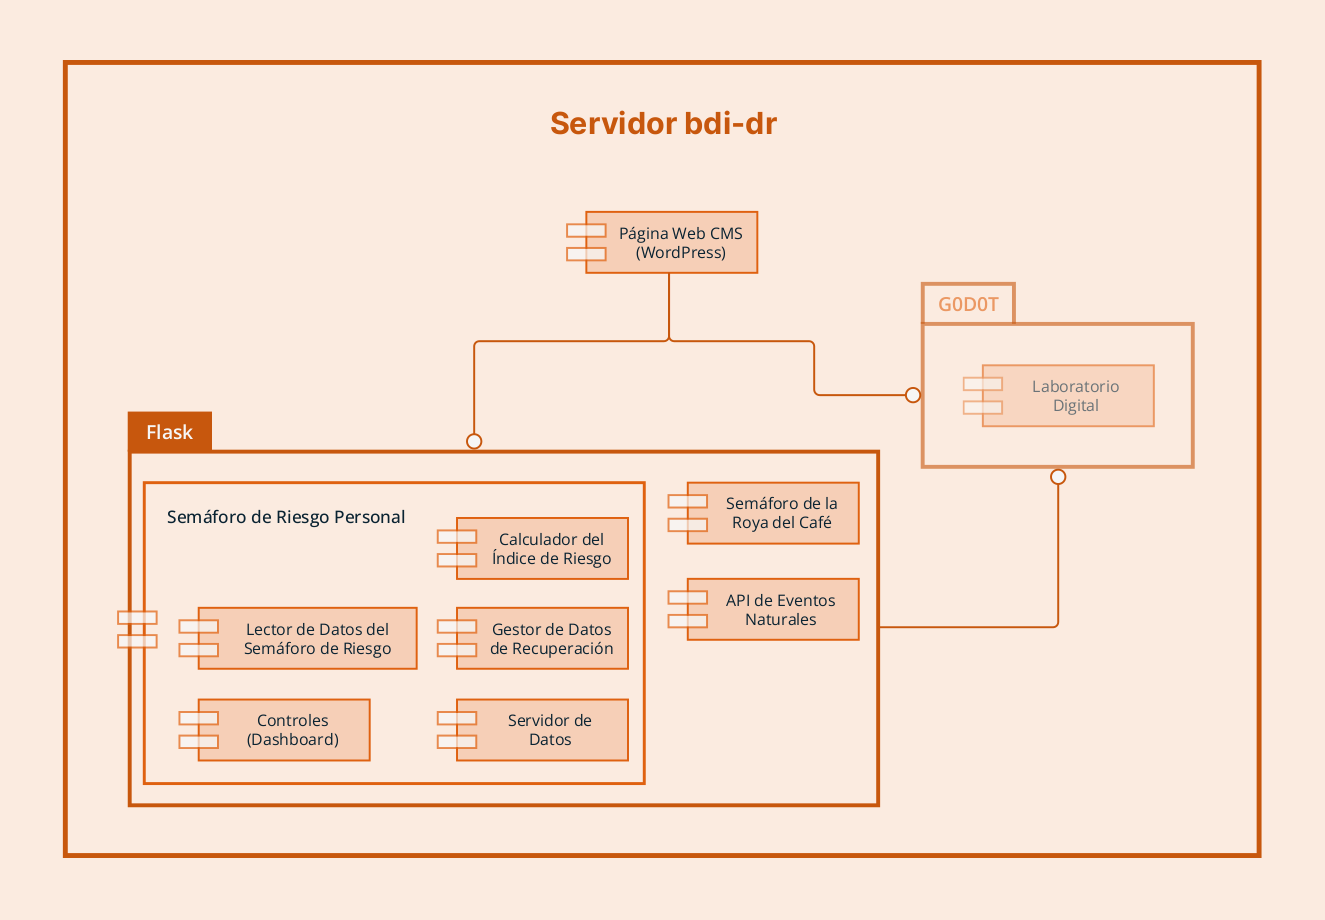 Servidor bdi-dr
Página Web CMS
(WordPress)
G0D0T
Laboratorio
Digital
Flask
Semáforo de Riesgo Personal
Calculador del
Índice de Riesgo
Semáforo de la
Roya del Café
API de Eventos
Naturales
Lector de Datos del
Semáforo de Riesgo
Gestor de Datos
de Recuperación
Controles
(Dashboard)
Servidor de
Datos